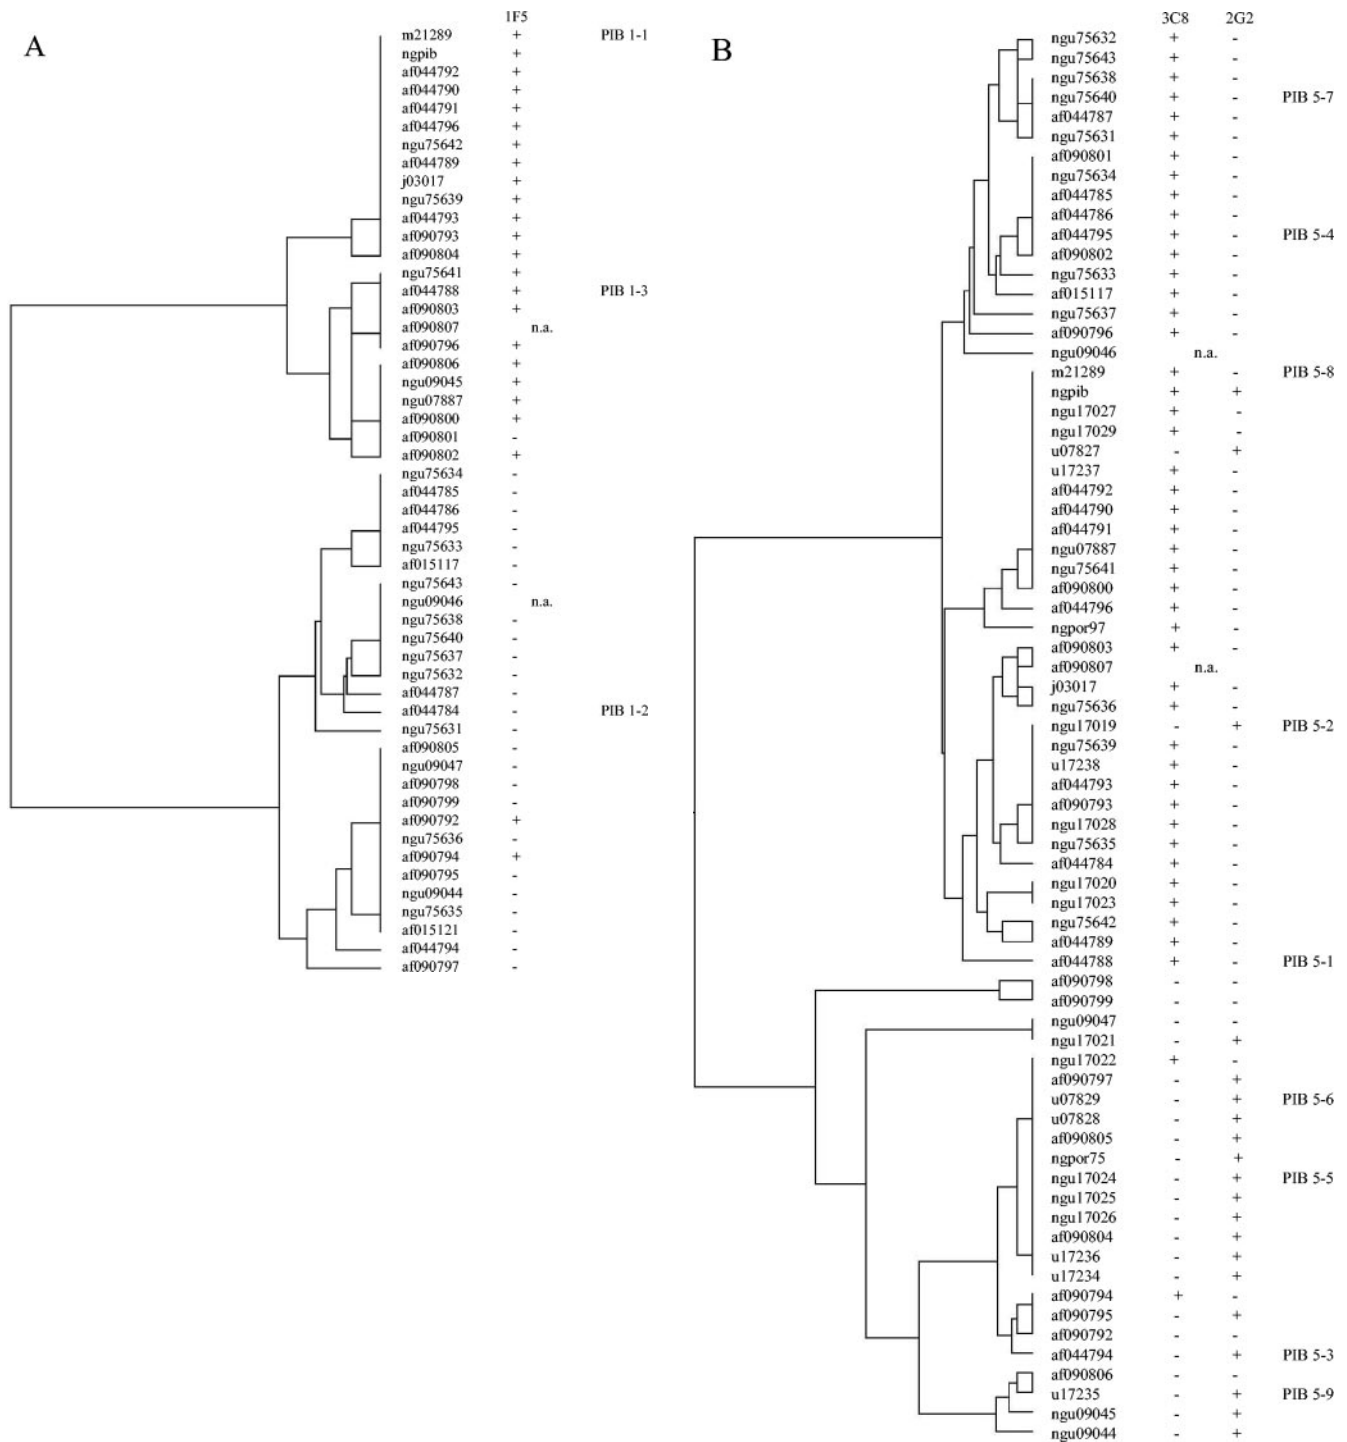 A
1F5
m21289 + PIB 1-1
ngpib +
af044792 +
af044790 +
af044791 +
af044796 +
ngu75642 +
af044789 +
j03017 +
ngu75639 +
af044793 +
af090793 +
af090804 +
ngu75641 +
af044788 + PIB 1-3
af090803 +
af090807 n.a.
af090796 +
af090806 +
ngu09045 +
ngu07887 +
af090800 +
af090801 -
af090802 +
ngu75634 -
af044785 -
af044786 -
af044795 -
ngu75633 -
af015117 -
ngu75643 -
ngu09046 n.a.
ngu75638 -
ngu75640 -
ngu75637 -
ngu75632 -
af044787 -
af044784 - PIB 1-2
ngu75631 -
af090805 -
ngu09047 -
af090798 -
af090799 -
af090792 +
ngu75636 -
af090794 +
af090795 -
ngu09044 -
ngu75635 -
af015121 -
af044794 -
af090797 -
B
3C8 2G2
ngu75632 + -
ngu75643 + -
ngu75638 + -
ngu75640 + - PIB 5-7
af044787 + -
ngu75631 + -
af090801 + -
ngu75634 + -
af044785 + -
af044786 + -
af044795 + - PIB 5-4
af090802 + -
ngu75633 + -
af015117 + -
ngu75637 + -
af090796 + -
ngu09046 n.a.
m21289 + - PIB 5-8
ngpib + +
ngu17027 + -
ngu17029 + -
u07827 - +
u17237 + -
af044792 + -
af044790 + -
af044791 + -
ngu07887 + -
ngu75641 + -
af090800 + -
af044796 + -
ngpor97 + -
af090803 + -
af090807 n.a.
j03017 + -
ngu75636 + -
ngu17019 - + PIB 5-2
ngu75639 + -
u17238 + -
af044793 + -
af090793 + -
ngu17028 + -
ngu75635 + -
af044784 + -
ngu17020 + -
ngu17023 + -
ngu75642 + -
af044789 + -
af044788 + - PIB 5-1
af090798 - -
af090799 - -
ngu09047 - -
ngu17021 - +
ngu17022 + -
af090797 - +
u07829 - + PIB 5-6
u07828 - +
af090805 - +
ngpor75 - +
ngu17024 - + PIB 5-5
ngu17025 - +
ngu17026 - +
af090804 - +
u17236 - +
u17234 - +
af090794 + -
af090795 - +
af090792 - -
af044794 - + PIB 5-3
af090806 - -
u17235 - + PIB 5-9
ngu09045 - +
ngu09044 - +